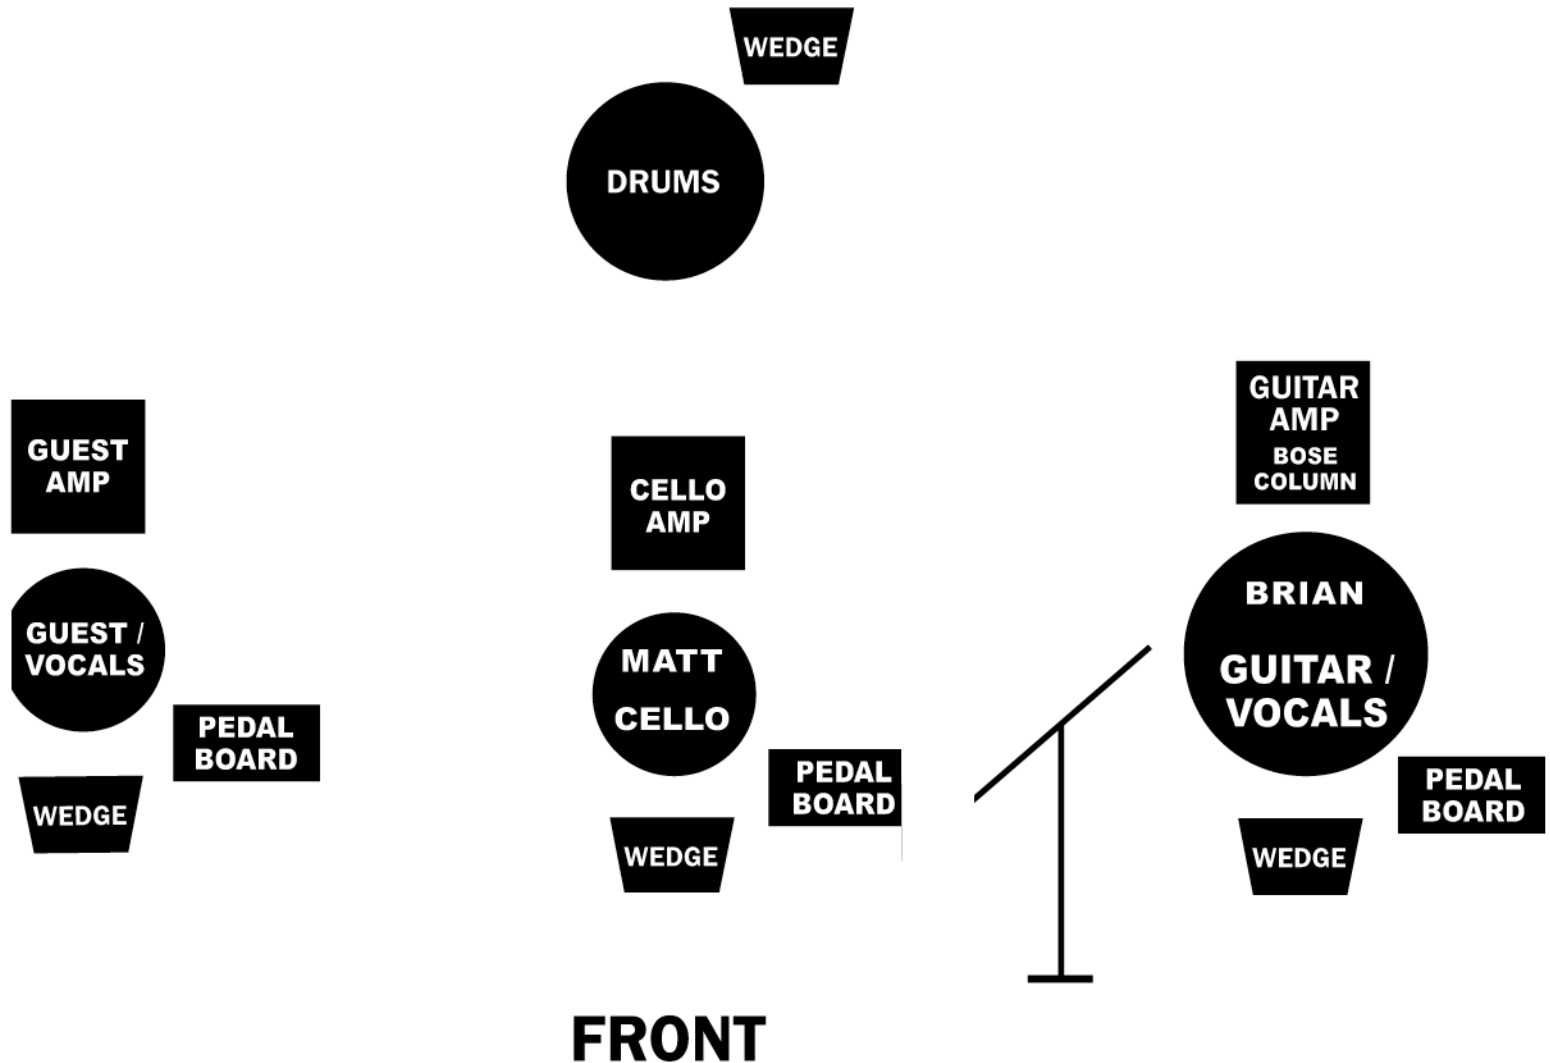 WEDGE
DRUMS
GUITAR
AMP
BOSE
COLUMN
GUEST
AMP
CELLO
AMP
BRIAN
GUITAR /
VOCALS
GUEST /
VOCALS
MATT
CELLO
PEDAL
BOARD
PEDAL
BOARD
PEDAL
BOARD
WEDGE
WEDGE
WEDGE
FRONT